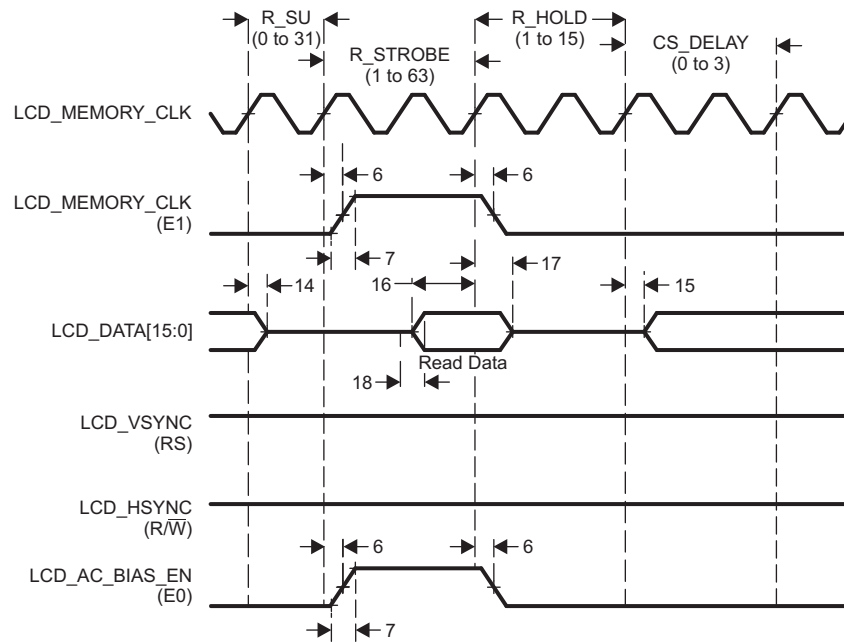 R_SU
(0 to 31)
R_STROBE
(1 to 63)
R_HOLD
(1 to 15)
CS_DELAY
(0 to 3)
LCD_MEMORY_CLK
LCD_MEMORY_CLK
(E1)
6
6
7
17
14
16
15
LCD_DATA[15:0]
Read Data
18
LCD_VSYNC
(RS)
LCD_HSYNC
(R/W̅)
6
6
LCD_AC_BIAS_EN
(E0)
7